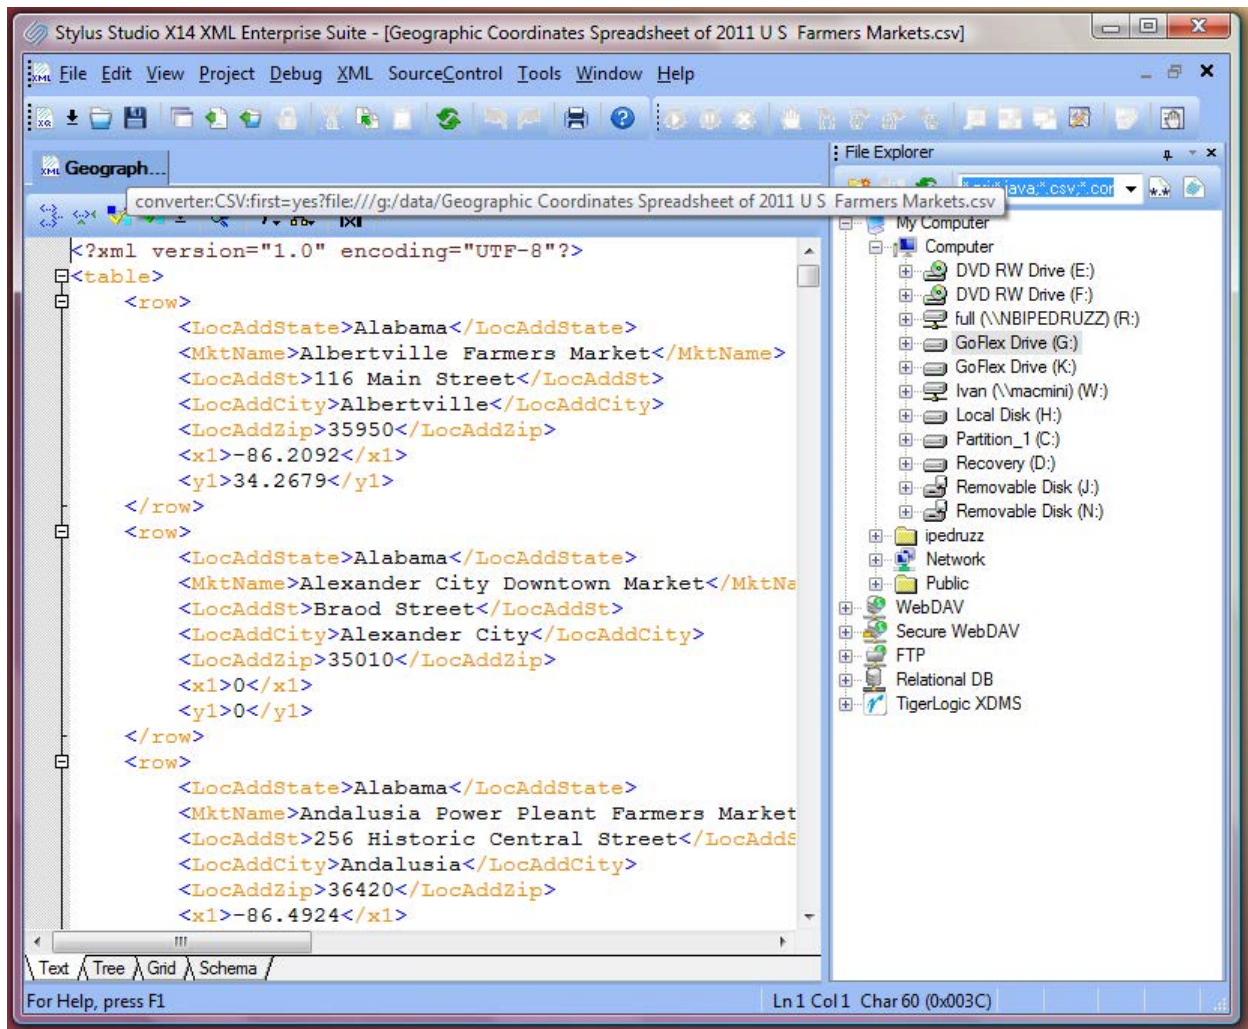 Stylus Studio X14 XML Enterprise Suite - [Geographic Coordinates Spreadsheet of 2011 U S  Farmers Markets.csv]
File Edit View Project Debug XML SourceControl Tools Window Help
File Explorer
Geograph...
java;*.csv;*.cor
converter:CSV:first=yes?file:///g:/data/Geographic Coordinates Spreadsheet of 2011 U S  Farmers Markets.csv
<?xml version="1.0" encoding="UTF-8"?>
<table>
<row>
<LocAddState>Alabama</LocAddState>
<MktName>Albertville Farmers Market</MktName>
<LocAddSt>116 Main Street</LocAddSt>
<LocAddCity>Albertville</LocAddCity>
<LocAddZip>35950</LocAddZip>
<x1>-86.2092</x1>
<y1>34.2679</y1>
</row>
<row>
<LocAddState>Alabama</LocAddState>
<MktName>Alexander City Downtown Market</MktNa
<LocAddSt>Braod Street</LocAddSt>
<LocAddCity>Alexander City</LocAddCity>
<LocAddZip>35010</LocAddZip>
<x1>0</x1>
<y1>0</y1>
</row>
<row>
<LocAddState>Alabama</LocAddState>
<MktName>Andalusia Power Pleant Farmers Market
<LocAddSt>256 Historic Central Street</LocAddS
<LocAddCity>Andalusia</LocAddCity>
<LocAddZip>36420</LocAddZip>
<x1>-86.4924</x1>
My Computer
Computer
DVD RW Drive (E:)
DVD RW Drive (F:)
full (\\NBIPEDRUZZ) (R:)
GoFlex Drive (G:)
GoFlex Drive (K:)
Ivan (\\macmini) (W:)
Local Disk (H:)
Partition_1 (C:)
Recovery (D:)
Removable Disk (J:)
Removable Disk (N:)
ipedruzz
Network
Public
WebDAV
Secure WebDAV
FTP
Relational DB
TigerLogic XDMS
Text Tree Grid Schema
For Help, press F1
Ln 1 Col 1  Char 60 (0x003C)